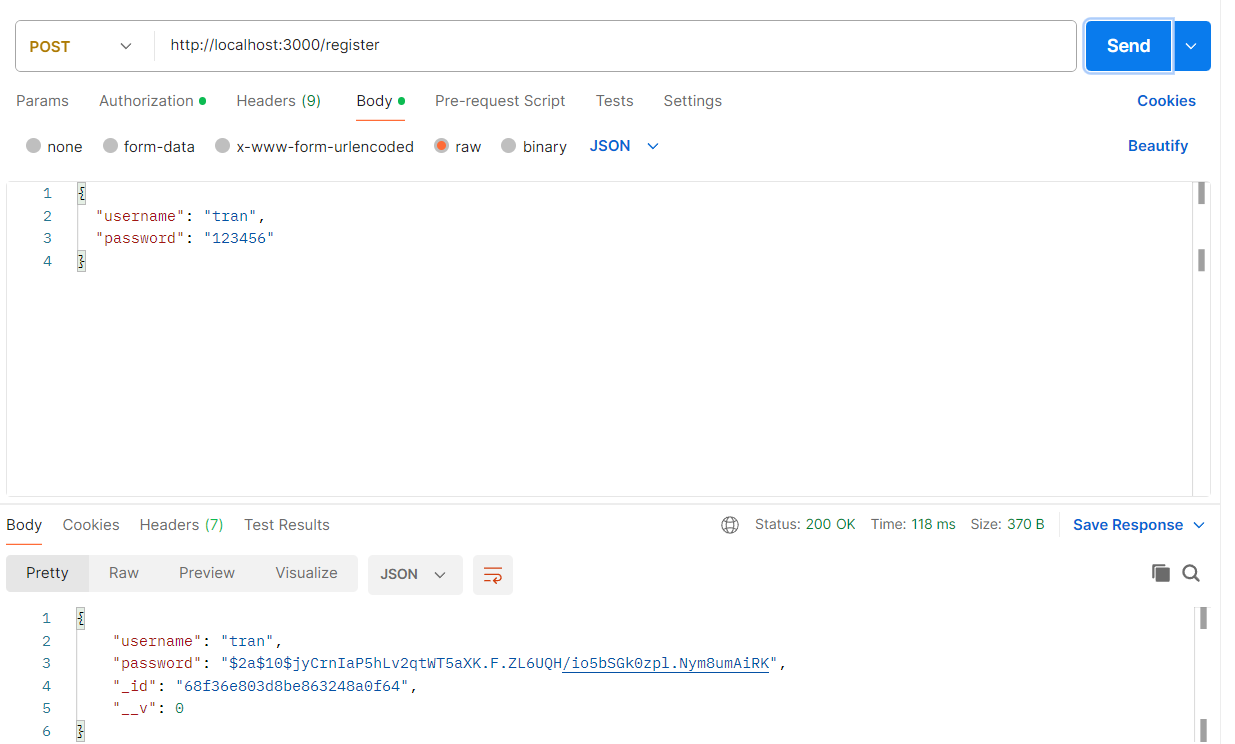 POST http://localhost:3000/register Send
Params Authorization Headers (9) Body Pre-request Script Tests Settings Cookies
none form-data x-www-form-urlencoded raw binary JSON Beautify
1 {
2 "username": "tran",
3 "password": "123456"
4 }
Body Cookies Headers (7) Test Results Status: 200 OK Time: 118 ms Size: 370 B Save Response
Pretty Raw Preview Visualize JSON
1 {
2 "username": "tran",
3 "password": "$2a$10$jyCrnIaP5hLv2qtWT5aXK.F.ZL6UQH/io5bSGk0zpl.Nym8umAiRK",
4 "_id": "68f36e803d8be863248a0f64",
5 "__v": 0
6 }